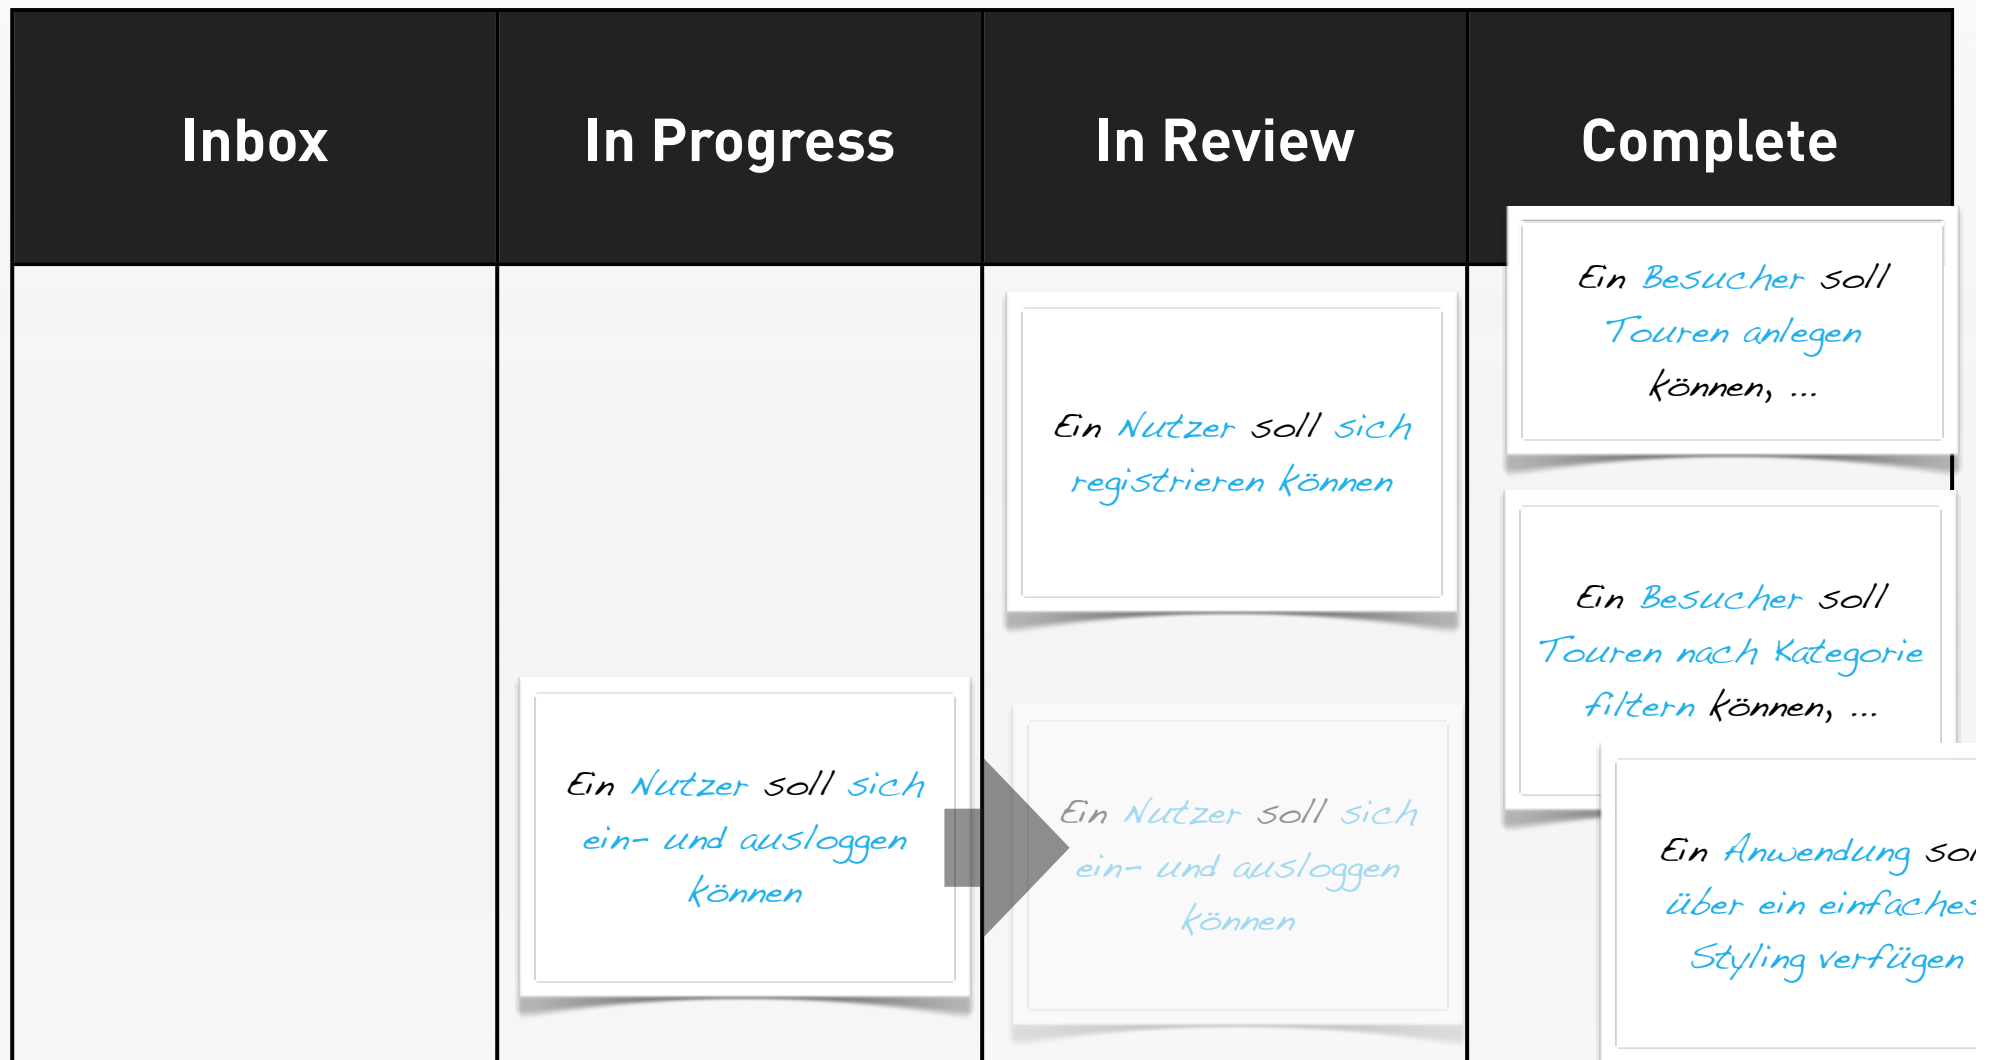 Inbox
In Progress
In Review
Complete
Ein Nutzer soll sich
ein- und ausloggen
können
Ein Nutzer soll sich
registrieren können
Ein Nutzer soll sich
ein- und ausloggen
können
Ein Besucher soll
Touren anlegen
können, ...
Ein Besucher soll
Touren nach Kategorie
filtern können, ...
Ein Anwendung
über ein einfaches
Styling verfügen